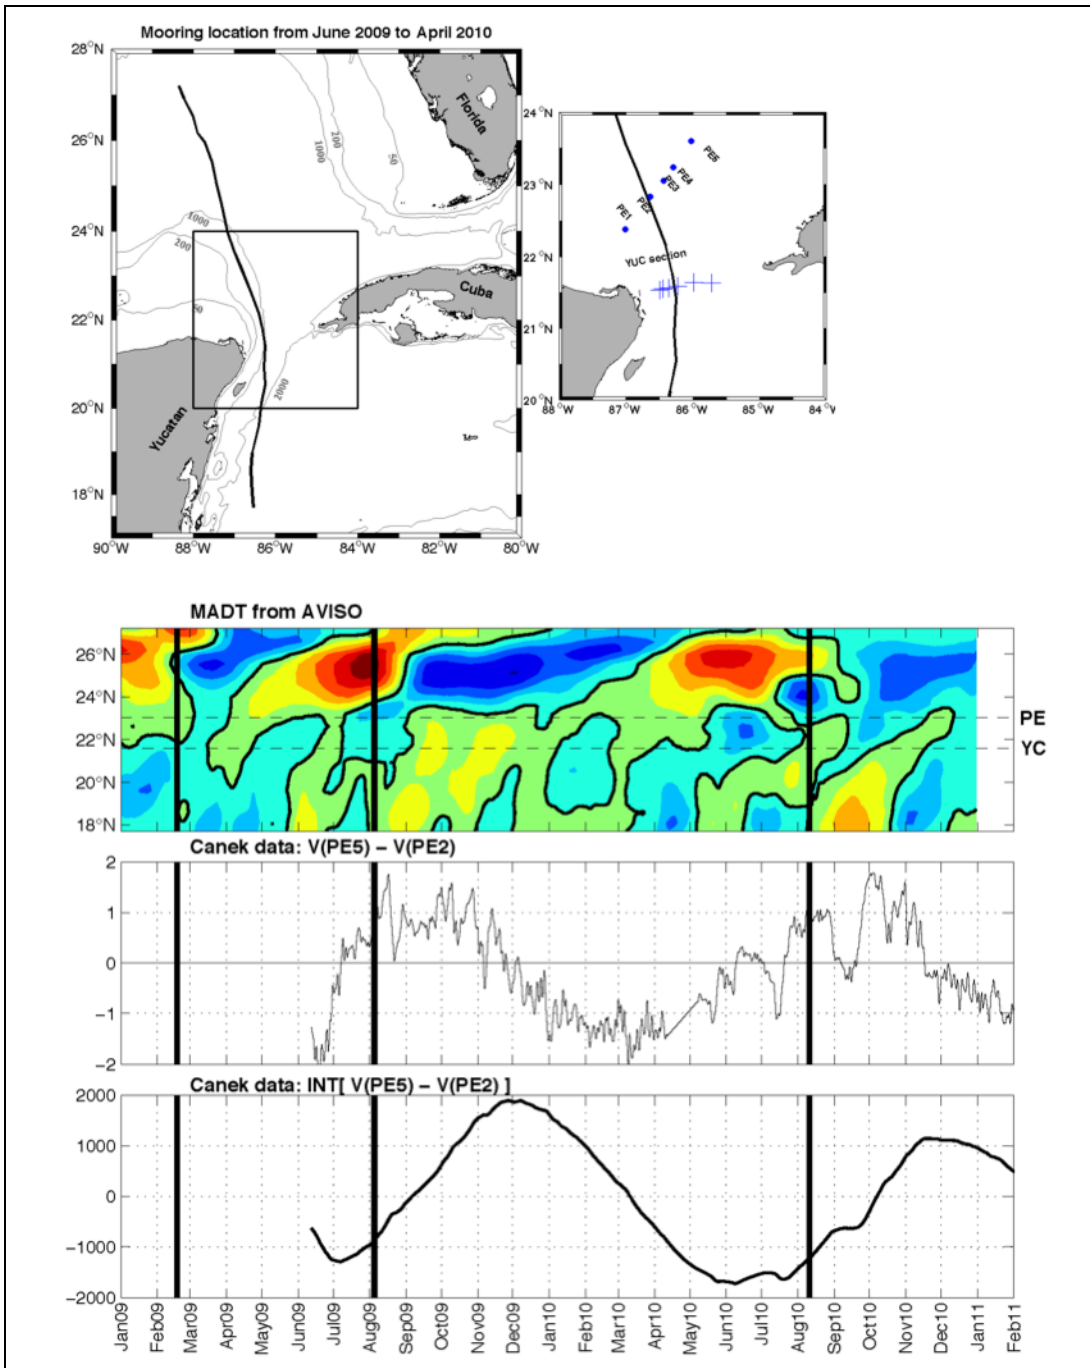 Mooring location from June 2009 to April 2010
28°N
26°N
24°N
22°N
20°N
18°N
90°W
88°W
86°W
84°W
82°W
80°W
Florida
Cuba
Yucatan
1000
200
50
1000
200
50
2000
24°N
23°N
22°N
21°N
20°N
88°W
87°W
86°W
85°W
84°W
PE5
PE4
PE3
PE2
PE1
YUC section
MADT from AVISO
26°N
24°N
22°N
20°N
18°N
PE
YC
Canek data: V(PE5) − V(PE2)
2
1
0
−1
−2
Canek data: INT[ V(PE5) − V(PE2) ]
2000
1000
0
−1000
−2000
Jan09 Feb09 Mar09 Apr09 May09 Jun09 Jul09 Aug09 Sep09 Oct09 Nov09 Dec09 Jan10 Feb10 Mar10 Apr10 May10 Jun10 Jul10 Aug10 Sep10 Oct10 Nov10 Dec10 Jan11 Feb11